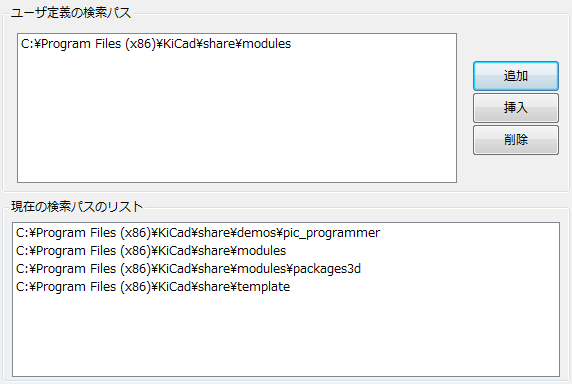 ユーザ定義の検索パス
C:¥Program Files (x86)¥KiCad¥share¥modules
追加
挿入
削除
現在の検索パスのリスト
C:¥Program Files (x86)¥KiCad¥share¥demos¥pic_programmer
C:¥Program Files (x86)¥KiCad¥share¥modules
C:¥Program Files (x86)¥KiCad¥share¥modules¥packages3d
C:¥Program Files (x86)¥KiCad¥share¥template